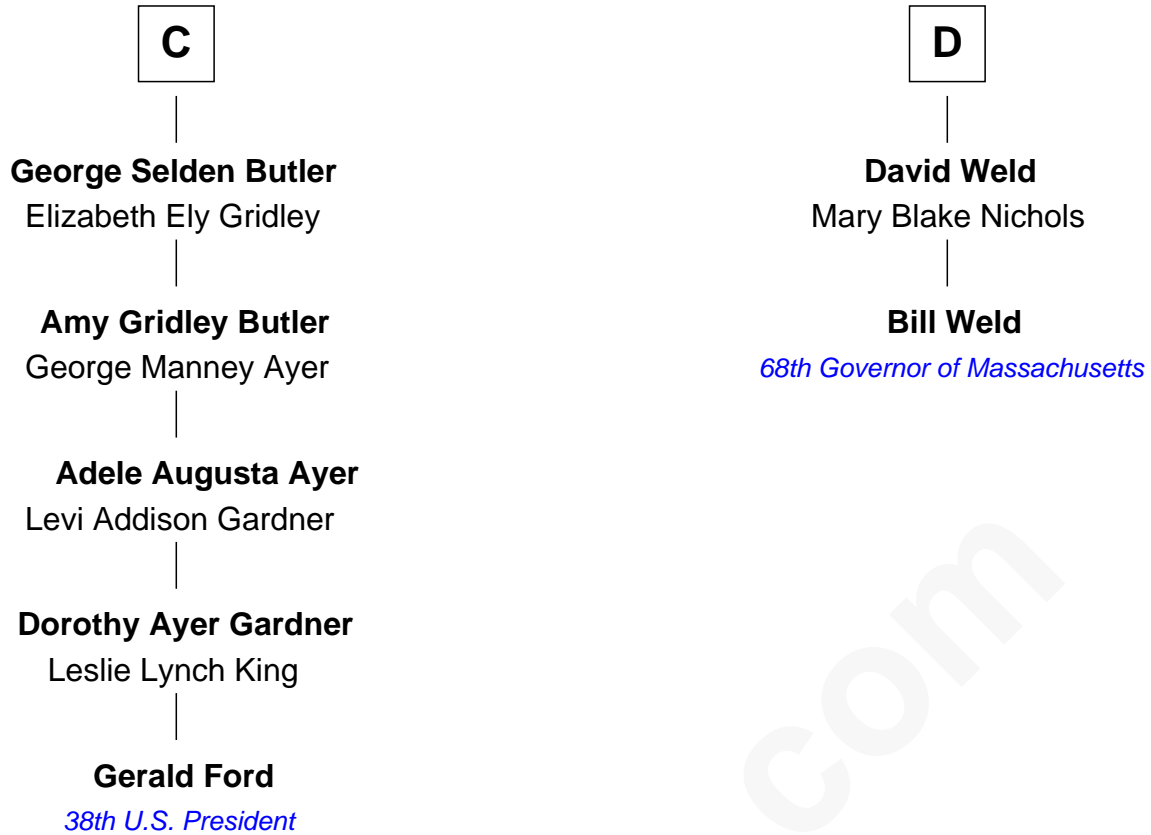 C
George Selden Butler
Elizabeth Ely Gridley
Amy Gridley Butler
George Manney Ayer
Adele Augusta Ayer
Levi Addison Gardner
Dorothy Ayer Gardner
Leslie Lynch King
Gerald Ford
38th U.S. President
D
David Weld
Mary Blake Nichols
Bill Weld
68th Governor of Massachusetts
com